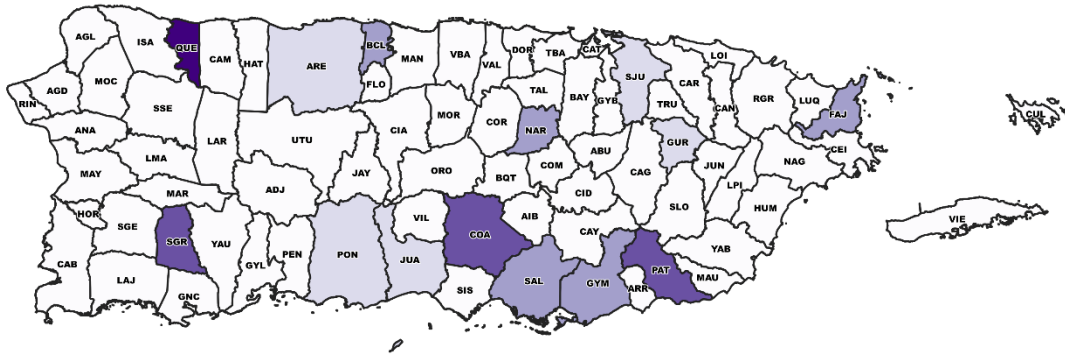 AGL
ISA
QUE
CAM
HAT
ARE
BCL
MAN
VBA
VAL
DOR
TBA
CAT
SJU
LOI
MOC
AGD
RIN
SSE
FLO
TAL
BAY
GYB
CAR
TRU
CAN
RGR
LUQ
FAJ
CUL
ANA
LAR
UTU
CIA
MOR
COR
NAR
GUR
CEI
LMA
MAY
MAR
ADJ
JAY
ORO
BQT
COM
ABU
CID
CAG
JUN
NAG
LPI
HOR
SGE
SGR
YAU
VIL
COA
AIB
CAY
SLO
HUM
VIE
CAB
LAJ
GNC
GYL
PEN
PON
JUA
SIS
SAL
GYM
ARR
PAT
YAB
MAU